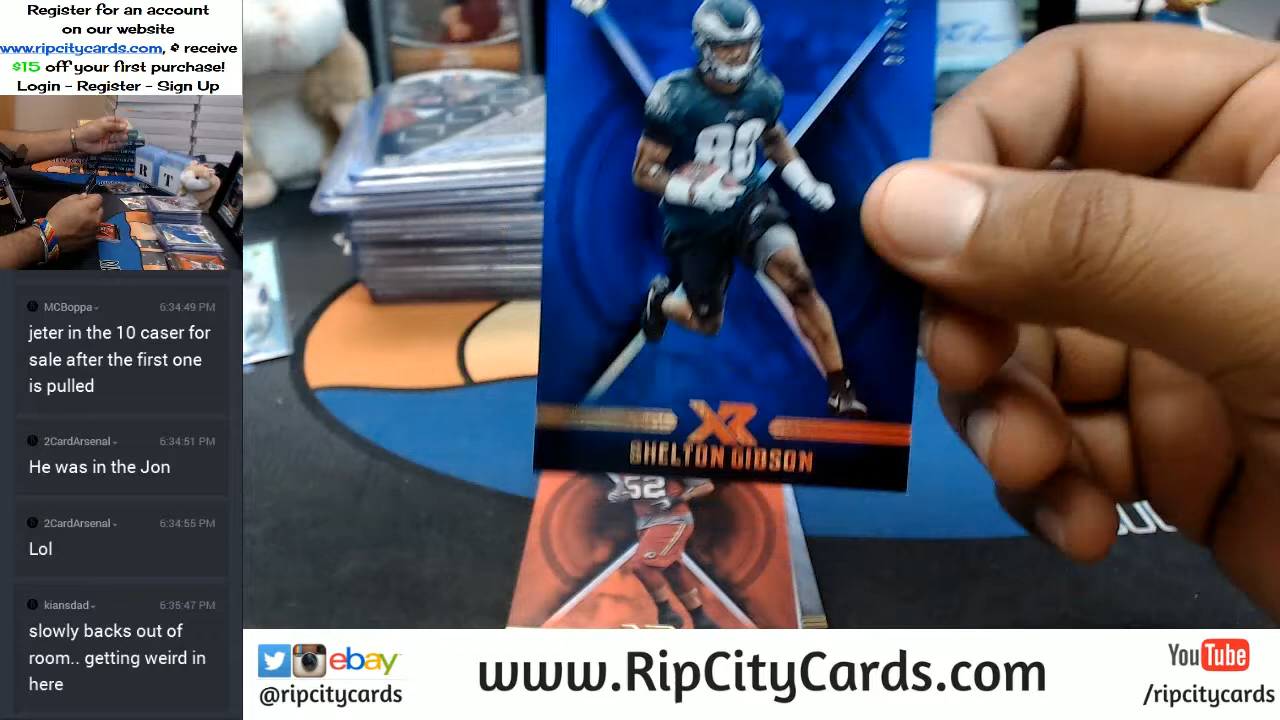 Register for an account
on our website
www.ripcitycards.com, & receive
$15 off your first purchase!
Login - Register - Sign Up
R T
MCBoppa 6:34:49 PM
jeter in the 10 caser for
sale after the first one
is pulled
2CardArsenal 6:34:51 PM
He was in the Jon
2CardArsenal 6:34:55 PM
Lol
kiansdad 6:35:47 PM
slowly backs out of
room.. getting weird in
here
80
XR
SHELTON GIBSON
52
ebay
@ripcitycards
www.RipCityCards.com
YouTube
/ripcitycards